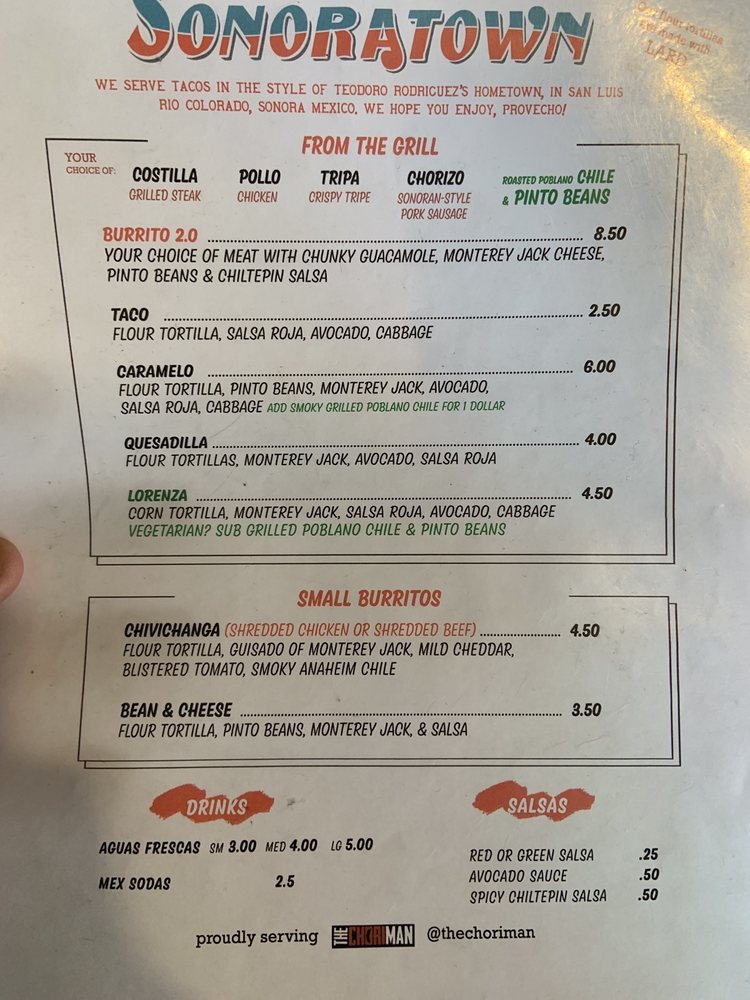 SONORATOWN
Our flour tortillas
are made with
LARD
WE SERVE TACOS IN THE STYLE OF TEODORO RODRIGUEZ'S HOMETOWN, IN SAN LUIS
RIO COLORADO, SONORA MEXICO. WE HOPE YOU ENJOY, PROVECHO!
FROM THE GRILL
YOUR
CHOICE OF:
COSTILLA
GRILLED STEAK
POLLO
CHICKEN
TRIPA
CRISPY TRIPE
CHORIZO
SONORAN-STYLE
PORK SAUSAGE
ROASTED POBLANO CHILE
& PINTO BEANS
BURRITO 2.0 ........ 8.50
YOUR CHOICE OF MEAT WITH CHUNKY GUACAMOLE, MONTEREY JACK CHEESE,
PINTO BEANS & CHILTEPIN SALSA
TACO ........ 2.50
FLOUR TORTILLA, SALSA ROJA, AVOCADO, CABBAGE
CARAMELO ........ 6.00
FLOUR TORTILLA, PINTO BEANS, MONTEREY JACK, AVOCADO,
SALSA ROJA, CABBAGE ADD SMOKY GRILLED POBLANO CHILE FOR 1 DOLLAR
QUESADILLA ........ 4.00
FLOUR TORTILLAS, MONTEREY JACK, AVOCADO, SALSA ROJA
LORENZA ........ 4.50
CORN TORTILLA, MONTEREY JACK, SALSA ROJA, AVOCADO, CABBAGE
VEGETARIAN? SUB GRILLED POBLANO CHILE & PINTO BEANS
SMALL BURRITOS
CHIVICHANGA (SHREDDED CHICKEN OR SHREDDED BEEF) ........ 4.50
FLOUR TORTILLA, GUISADO OF MONTEREY JACK, MILD CHEDDAR,
BLISTERED TOMATO, SMOKY ANAHEIM CHILE
BEAN & CHEESE ........ 3.50
FLOUR TORTILLA, PINTO BEANS, MONTEREY JACK, & SALSA
DRINKS
AGUAS FRESCAS SM 3.00 MED 4.00 LG 5.00
MEX SODAS 2.5
SALSAS
RED OR GREEN SALSA .25
AVOCADO SAUCE .50
SPICY CHILTEPIN SALSA .50
proudly serving THE CHORIMAN @thechoriman